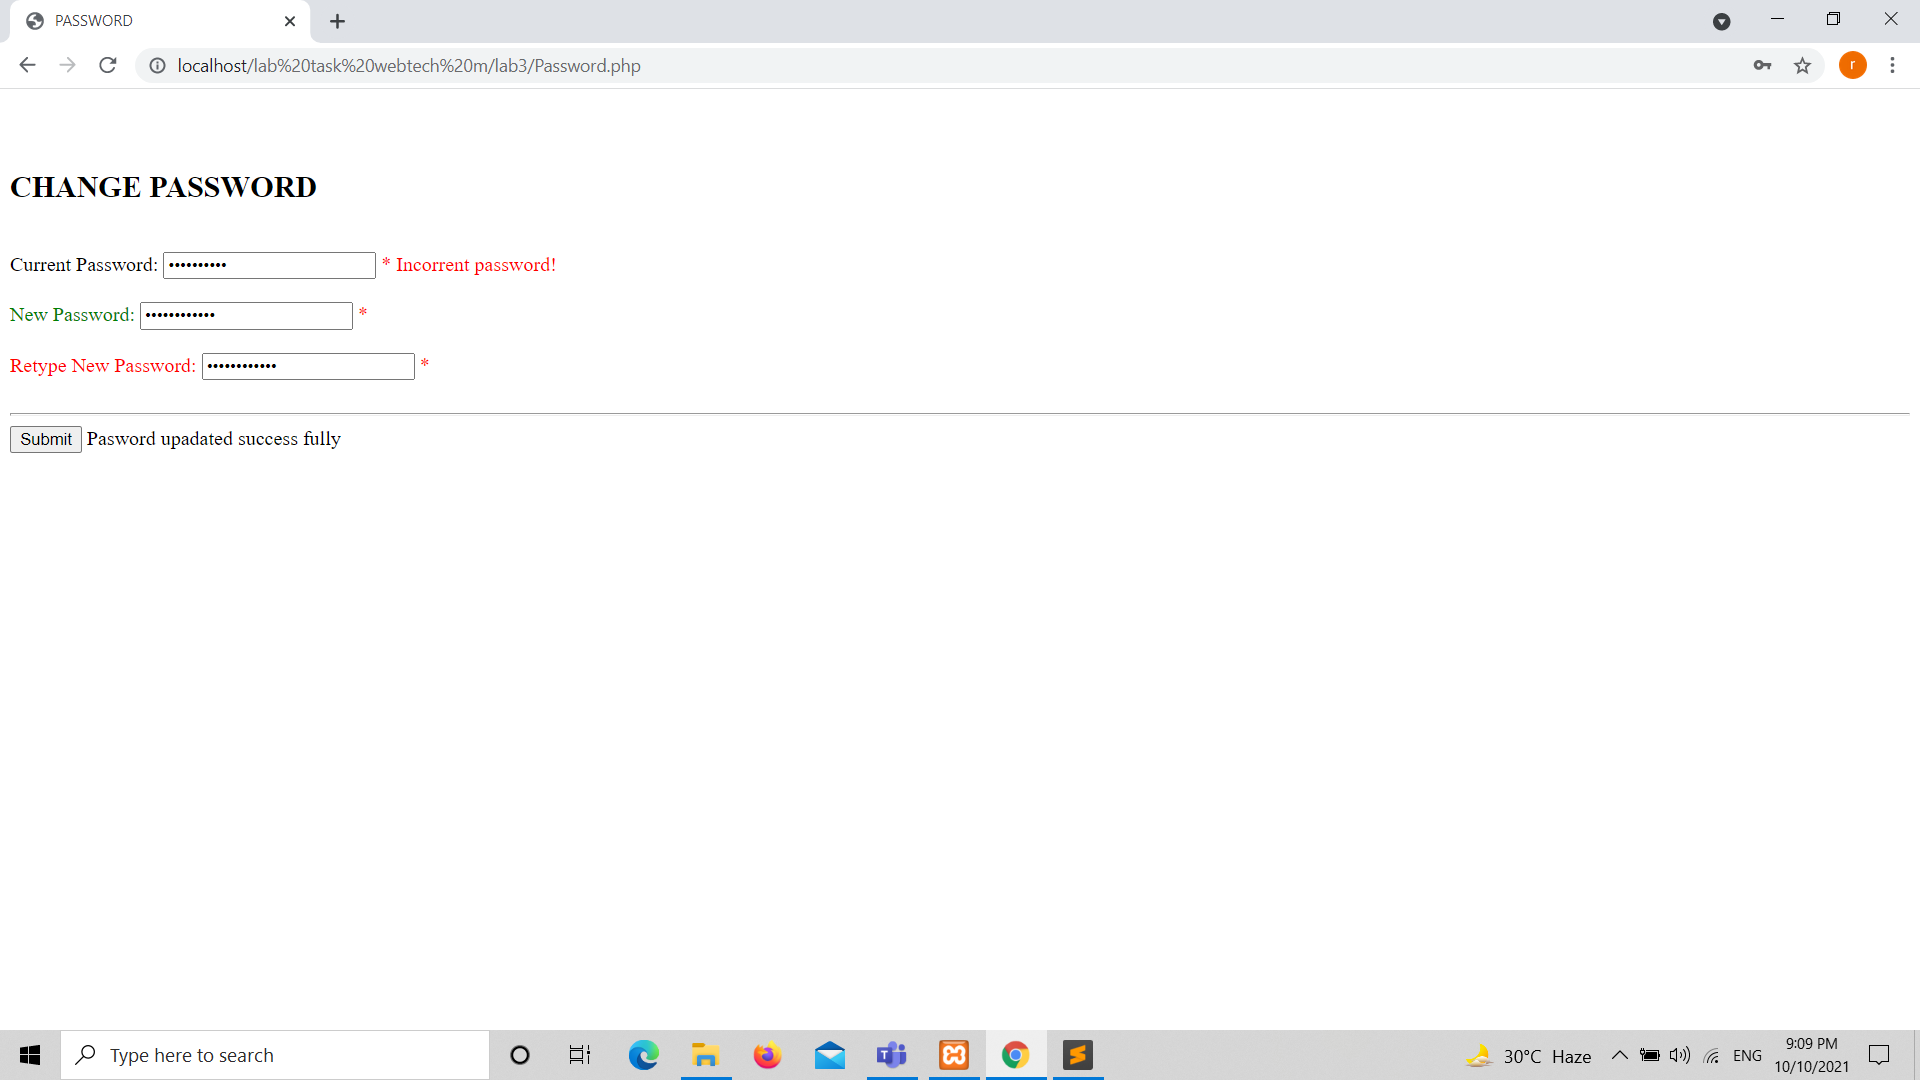 PASSWORD
localhost/lab%20task%20webtech%20m/lab3/Password.php
r
CHANGE PASSWORD
Current Password: •••••••••• * Incorrent password!
New Password: •••••••••••• *
Retype New Password: •••••••••••• *
Submit Pasword upadated success fully
Type here to search
30°C Haze
ENG
9:09 PM
10/10/2021